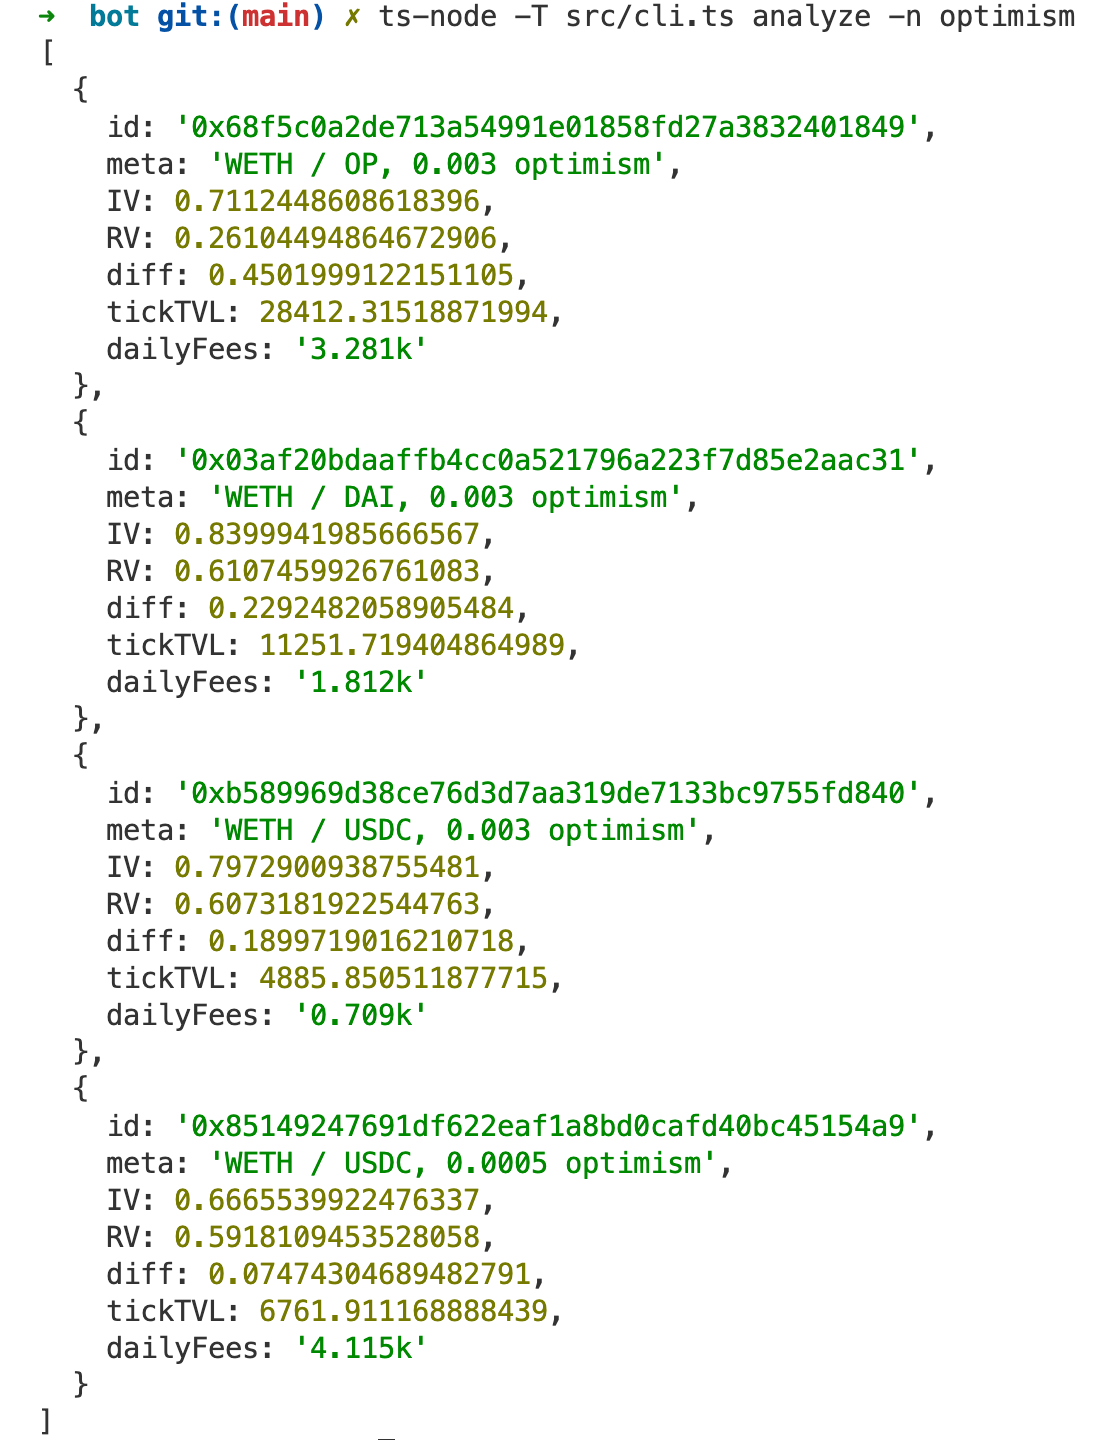 ➜  bot git:(main) ✗ ts-node -T src/cli.ts analyze -n optimism
[
  {
    id: '0x68f5c0a2de713a54991e01858fd27a3832401849',
    meta: 'WETH / OP, 0.003 optimism',
    IV: 0.7112448608618396,
    RV: 0.26104494864672906,
    diff: 0.4501999122151105,
    tickTVL: 28412.31518871994,
    dailyFees: '3.281k'
  },
  {
    id: '0x03af20bdaaffb4cc0a521796a223f7d85e2aac31',
    meta: 'WETH / DAI, 0.003 optimism',
    IV: 0.8399941985666567,
    RV: 0.6107459926761083,
    diff: 0.2292482058905484,
    tickTVL: 11251.719404864989,
    dailyFees: '1.812k'
  },
  {
    id: '0xb589969d38ce76d3d7aa319de7133bc9755fd840',
    meta: 'WETH / USDC, 0.003 optimism',
    IV: 0.7972900938755481,
    RV: 0.6073181922544763,
    diff: 0.1899719016210718,
    tickTVL: 4885.850511877715,
    dailyFees: '0.709k'
  },
  {
    id: '0x85149247691df622eaf1a8bd0cafd40bc45154a9',
    meta: 'WETH / USDC, 0.0005 optimism',
    IV: 0.6665539922476337,
    RV: 0.5918109453528058,
    diff: 0.07474304689482791,
    tickTVL: 6761.911168888439,
    dailyFees: '4.115k'
  }
]